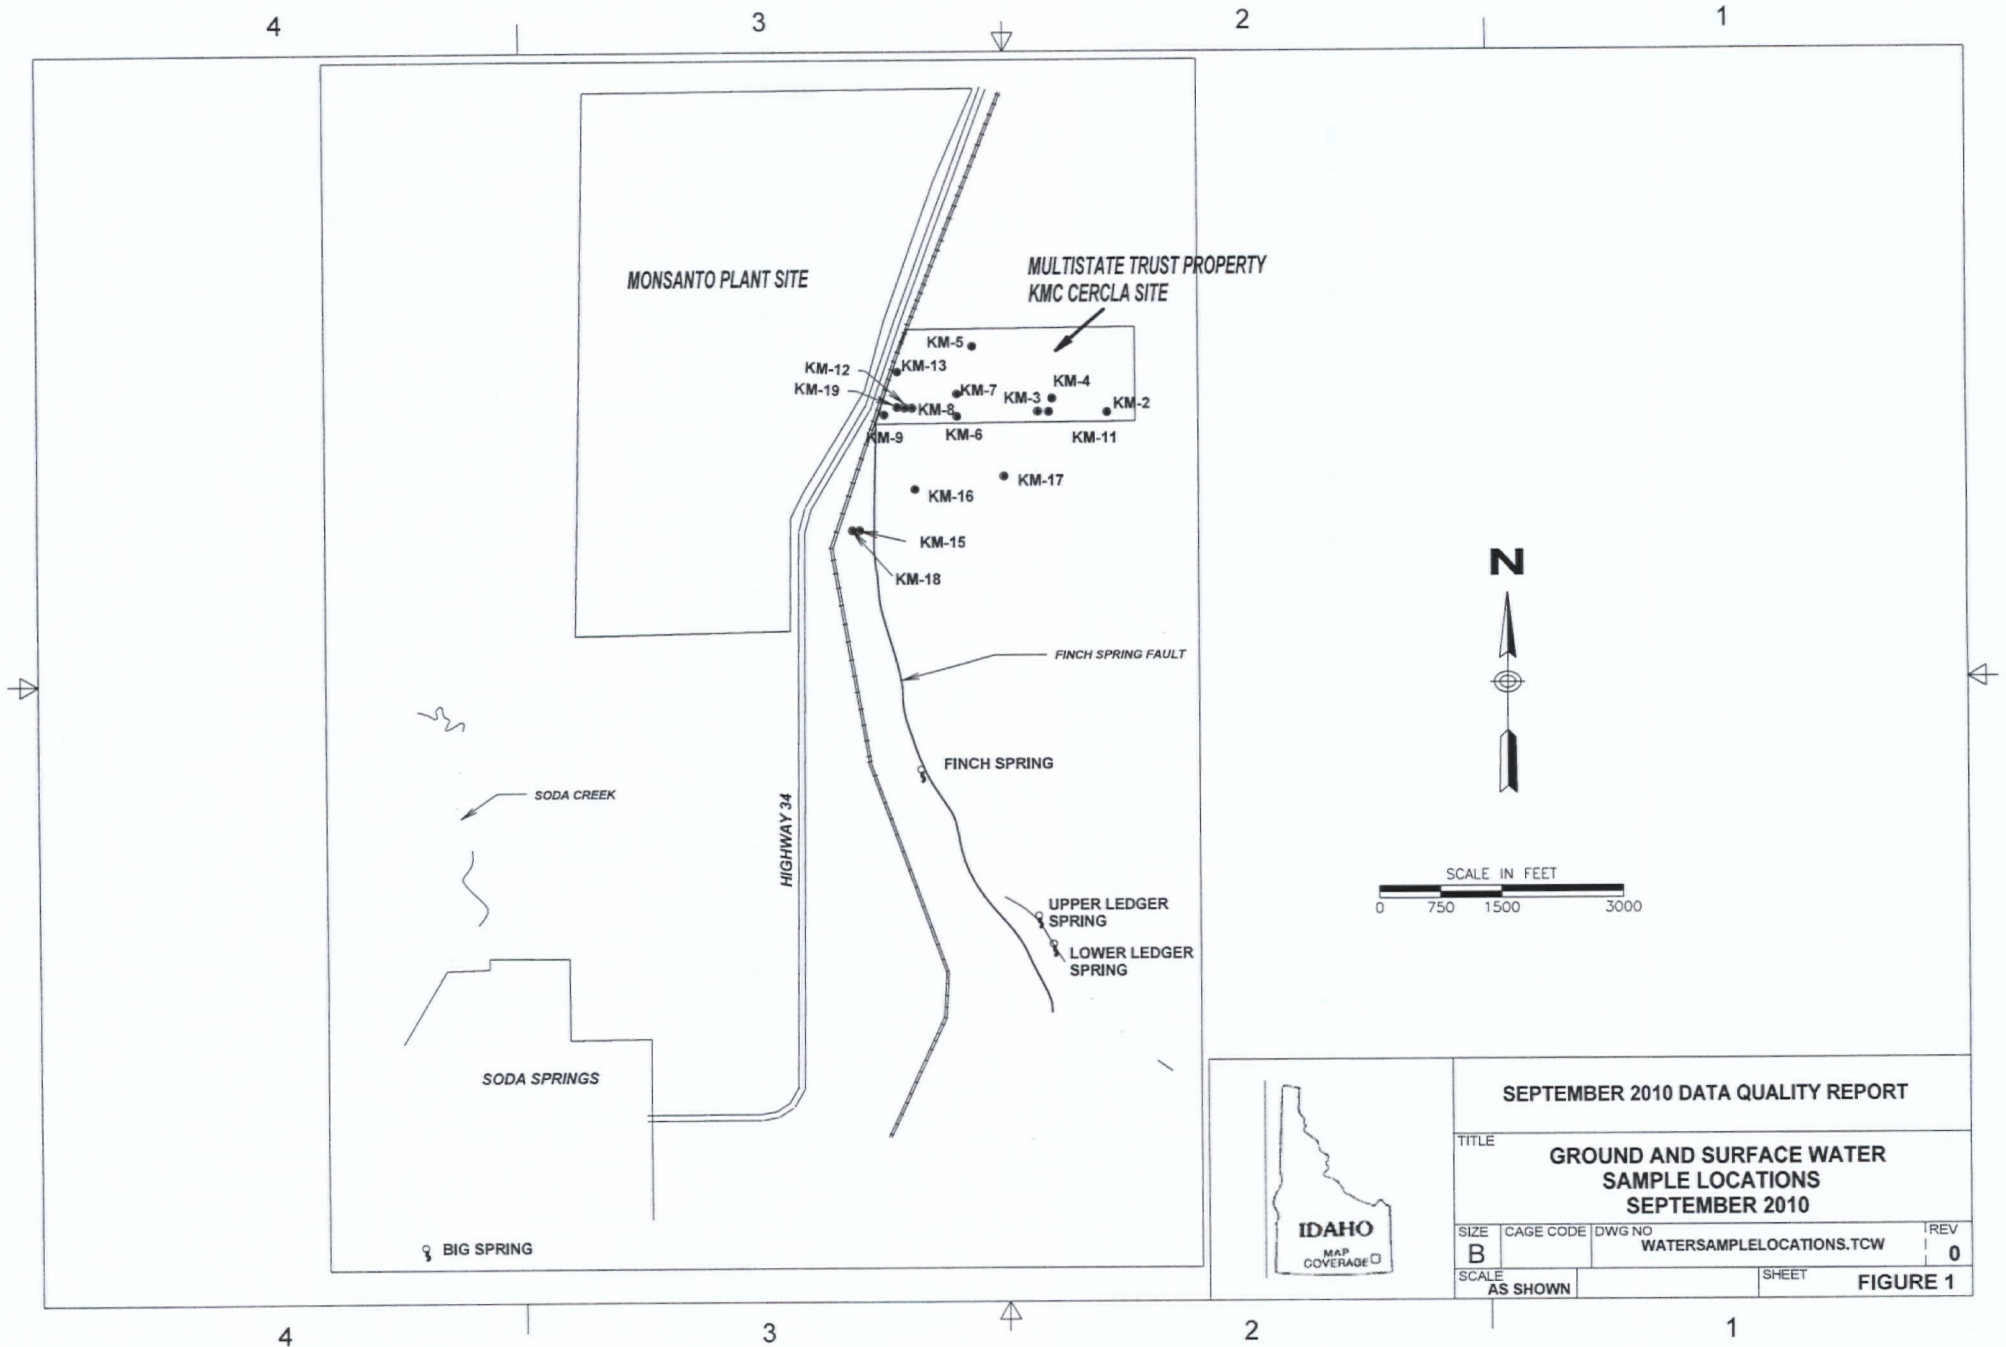 4
3
2
1
MONSANTO PLANT SITE
MULTISTATE TRUST PROPERTY
KMC CERCLA SITE
KM-5
KM-13
KM-12
KM-19
KM-7
KM-4
KM-3
KM-2
KM-8
KM-9
KM-6
KM-11
KM-17
KM-16
KM-15
KM-18
N
FINCH SPRING FAULT
FINCH SPRING
SODA CREEK
HIGHWAY 34
UPPER LEDGER
SPRING
LOWER LEDGER
SPRING
SCALE IN FEET
0 750 1500 3000
SODA SPRINGS
BIG SPRING
IDAHO
MAP
COVERAGE
SEPTEMBER 2010 DATA QUALITY REPORT
TITLE
GROUND AND SURFACE WATER
SAMPLE LOCATIONS
SEPTEMBER 2010
SIZE
B
CAGE CODE
DWG NO
WATERSAMPLELOCATIONS.TCW
REV
0
SCALE
AS SHOWN
SHEET
FIGURE 1
4
3
2
1